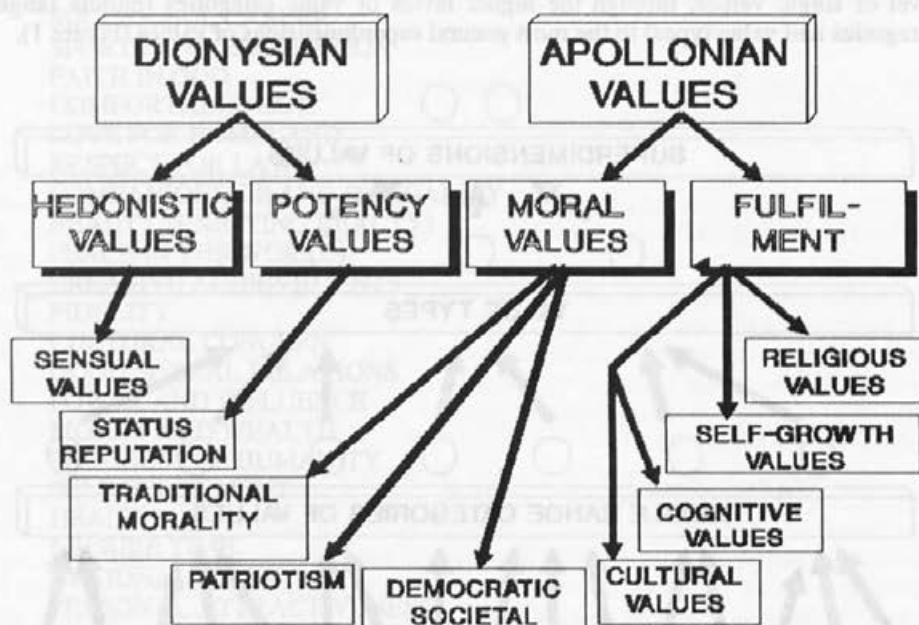 DIONYSIAN
VALUES
APOLLONIAN
VALUES
HEDONISTIC
VALUES
POTENCY
VALUES
MORAL
VALUES
FULFIL-
MENT
SENSUAL
VALUES
RELIGIOUS
VALUES
STATUS
REPUTATION
SELF-GROWTH
VALUES
TRADITIONAL
MORALITY
COGNITIVE
VALUES
PATRIOTISM
DEMOCRATIC
SOCIETAL
CULTURAL
VALUES